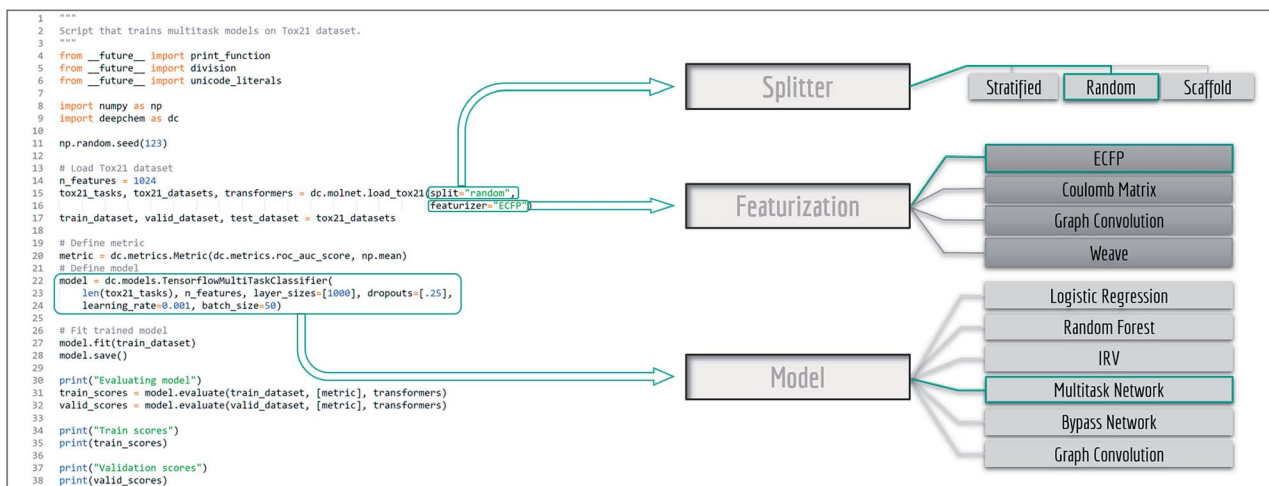 1 """
2 Script that trains multitask models on Tox21 dataset.
3 """
4 from __future__ import print_function
5 from __future__ import division
6 from __future__ import unicode_literals
7
8 import numpy as np
9 import deepchem as dc
10
11 np.random.seed(123)
12
13 # Load Tox21 dataset
14 n_features = 1024
15 tox21_tasks, tox21_datasets, transformers = dc.molnet.load_tox21(split="random",
16 featurizer="ECFP")
17 train_dataset, valid_dataset, test_dataset = tox21_datasets
18
19 # Define metric
20 metric = dc.metrics.Metric(dc.metrics.roc_auc_score, np.mean)
21 # Define model
22 model = dc.models.TensorflowMultiTaskClassifier(
23 len(tox21_tasks), n_features, layer_sizes=[1000], dropouts=[.25],
24 learning_rate=0.001, batch_size=50)
25
26 # Fit trained model
27 model.fit(train_dataset)
28 model.save()
29
30 print("Evaluating model")
31 train_scores = model.evaluate(train_dataset, [metric], transformers)
32 valid_scores = model.evaluate(valid_dataset, [metric], transformers)
33
34 print("Train scores")
35 print(train_scores)
36
37 print("Validation scores")
38 print(valid_scores)
Splitter
Stratified
Random
Scaffold
Featurization
ECFP
Coulomb Matrix
Graph Convolution
Weave
Model
Logistic Regression
Random Forest
IRV
Multitask Network
Bypass Network
Graph Convolution